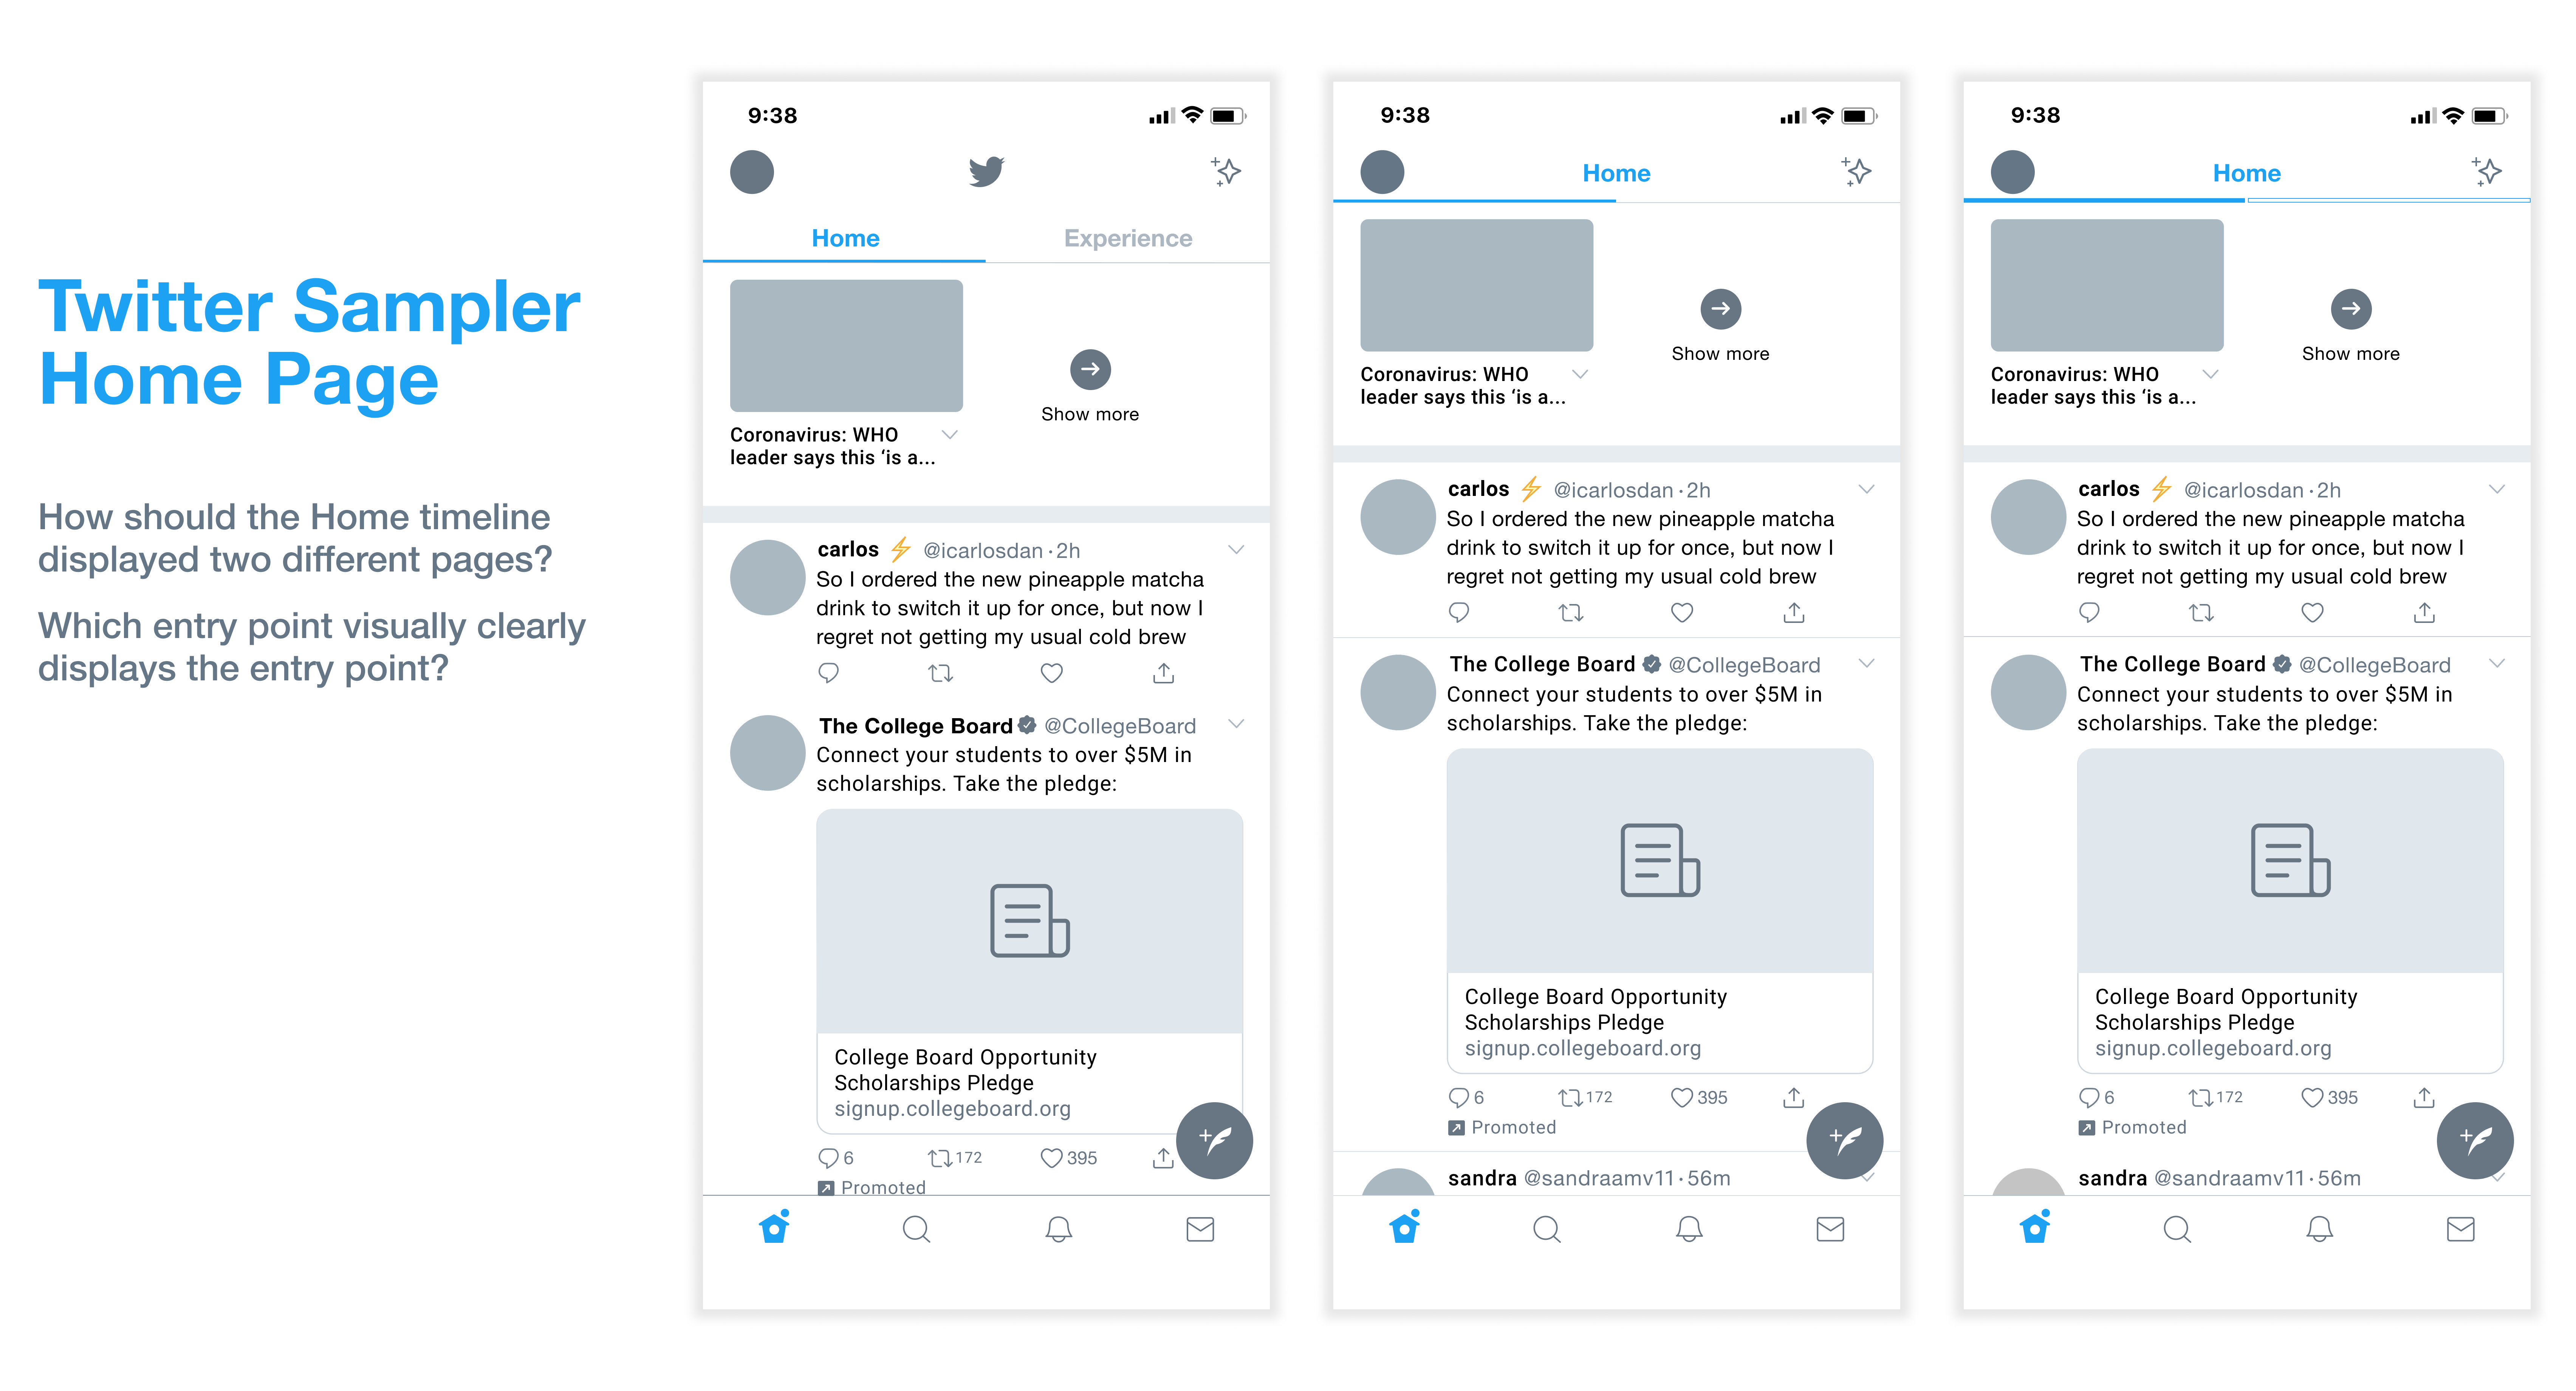 Twitter Sampler
Home Page
How should the Home timeline
displayed two different pages?
Which entry point visually clearly
displays the entry point?
9:38
Home
Experience
Coronavirus: WHO
leader says this ‘is a...
Show more
carlos ⚡ @icarlosdan · 2h
So I ordered the new pineapple matcha
drink to switch it up for once, but now I
regret not getting my usual cold brew
The College Board @CollegeBoard
Connect your students to over $5M in
scholarships. Take the pledge:
College Board Opportunity
Scholarships Pledge
signup.collegeboard.org
6 172 395
Promoted
9:38
Home
Coronavirus: WHO
leader says this ‘is a...
Show more
carlos ⚡ @icarlosdan · 2h
So I ordered the new pineapple matcha
drink to switch it up for once, but now I
regret not getting my usual cold brew
The College Board @CollegeBoard
Connect your students to over $5M in
scholarships. Take the pledge:
College Board Opportunity
Scholarships Pledge
signup.collegeboard.org
6 172 395
Promoted
sandra @sandraamv11 · 56m
9:38
Home
Coronavirus: WHO
leader says this ‘is a...
Show more
carlos ⚡ @icarlosdan · 2h
So I ordered the new pineapple matcha
drink to switch it up for once, but now I
regret not getting my usual cold brew
The College Board @CollegeBoard
Connect your students to over $5M in
scholarships. Take the pledge:
College Board Opportunity
Scholarships Pledge
signup.collegeboard.org
6 172 395
Promoted
sandra @sandraamv11 · 56m